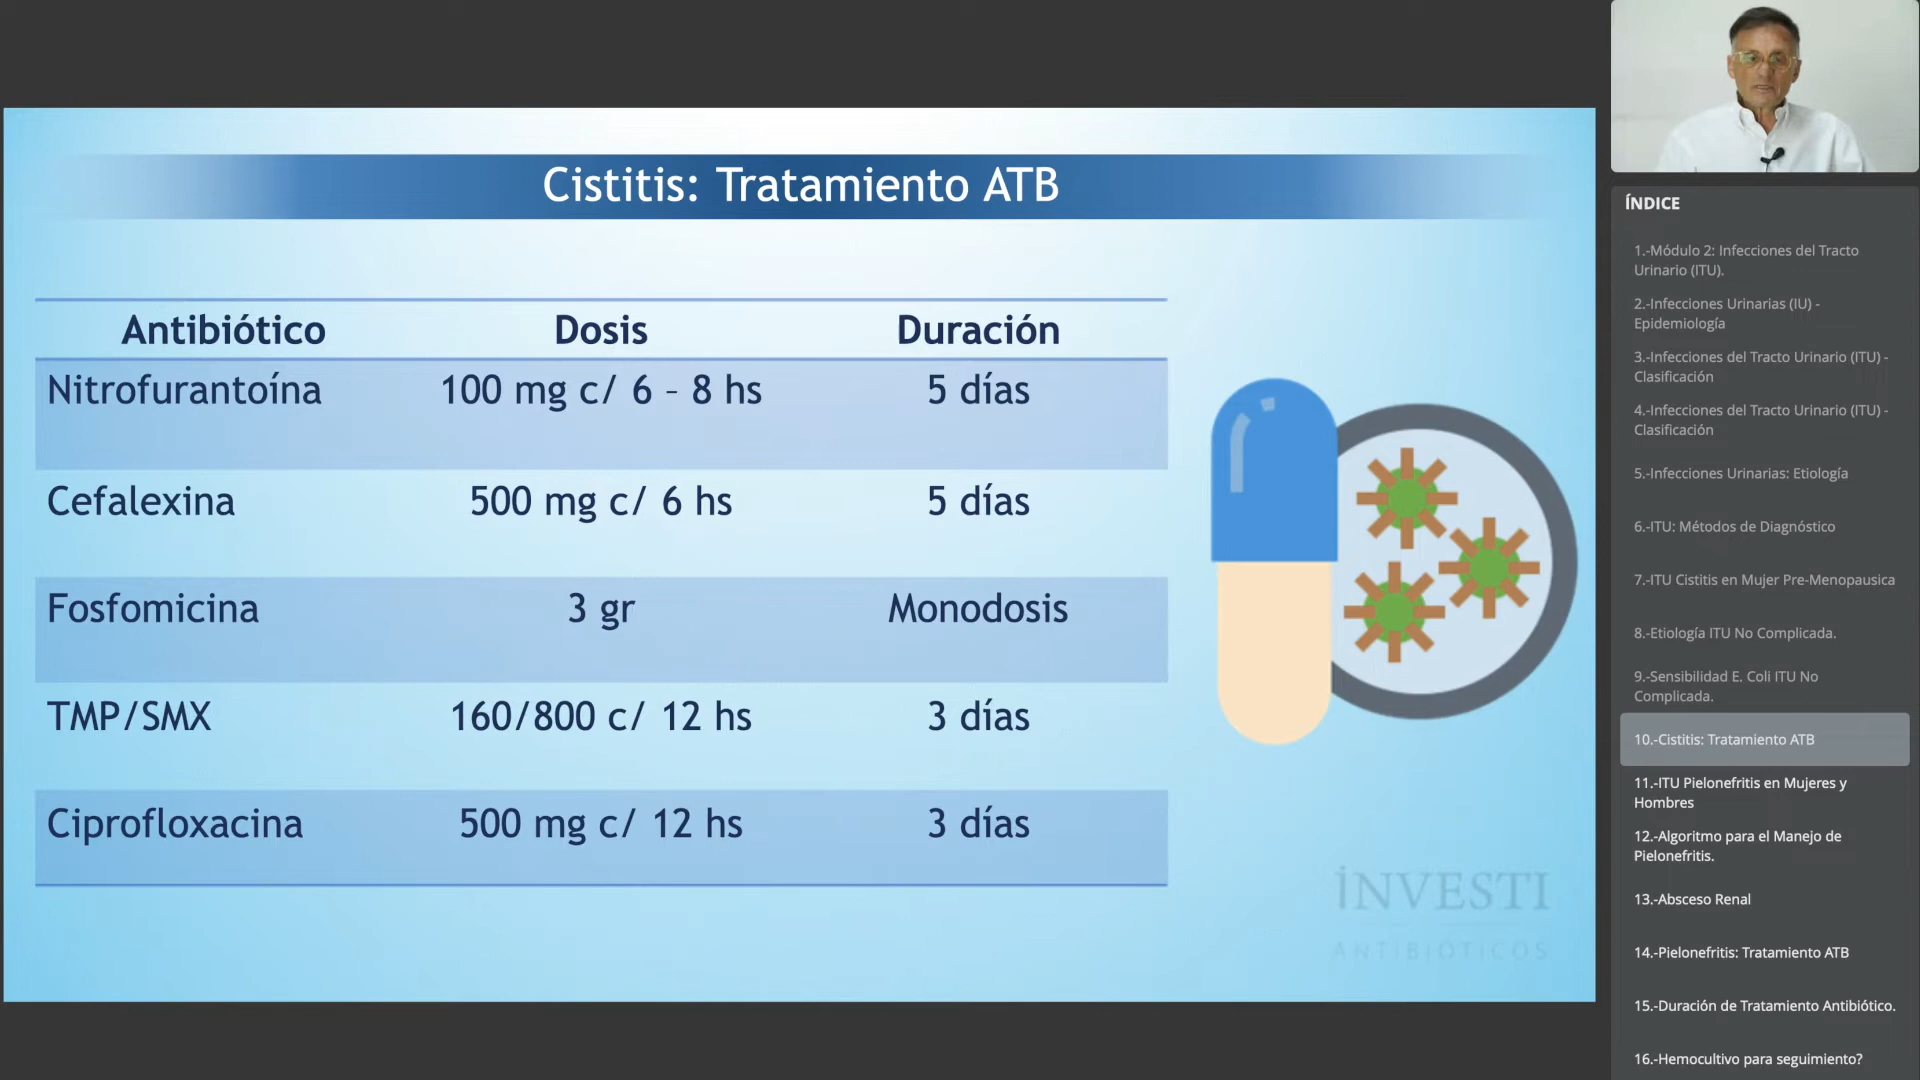 Cistitis: Tratamiento ATB
Antibiótico Dosis Duración
Nitrofurantoína 100 mg c/ 6 – 8 hs 5 días
Cefalexina 500 mg c/ 6 hs 5 días
Fosfomicina 3 gr Monodosis
TMP/SMX 160/800 c/ 12 hs 3 días
Ciprofloxacina 500 mg c/ 12 hs 3 días
INVESTI
ANTIBIÓTICOS
ÍNDICE
1.-Módulo 2: Infecciones del Tracto
Urinario (ITU).
2.-Infecciones Urinarias (IU) -
Epidemiología
3.-Infecciones del Tracto Urinario (ITU) -
Clasificación
4.-Infecciones del Tracto Urinario (ITU) -
Clasificación
5.-Infecciones Urinarias: Etiología
6.-ITU: Métodos de Diagnóstico
7.-ITU Cistitis en Mujer Pre-Menopausica
8.-Etiología ITU No Complicada.
9.-Sensibilidad E. Coli ITU No
Complicada.
10.-Cistitis: Tratamiento ATB
11.-ITU Pielonefritis en Mujeres y
Hombres
12.-Algoritmo para el Manejo de
Pielonefritis.
13.-Absceso Renal
14.-Pielonefritis: Tratamiento ATB
15.-Duración de Tratamiento Antibiótico.
16.-Hemocultivo para seguimiento?